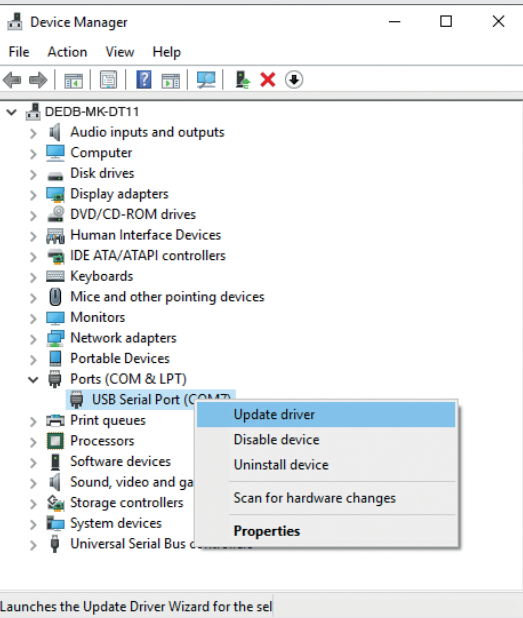 Device Manager
File Action View Help
DEDB-MK-DT11
Audio inputs and outputs
Computer
Disk drives
Display adapters
DVD/CD-ROM drives
Human Interface Devices
IDE ATA/ATAPI controllers
Keyboards
Mice and other pointing devices
Monitors
Network adapters
Portable Devices
Ports (COM & LPT)
USB Serial Port (COM7)
Update driver
Print queues
Disable device
Processors
Software devices
Uninstall device
Sound, video and ga
Storage controllers
Scan for hardware changes
System devices
Properties
Universal Serial Bus controllers
Launches the Update Driver Wizard for the sel